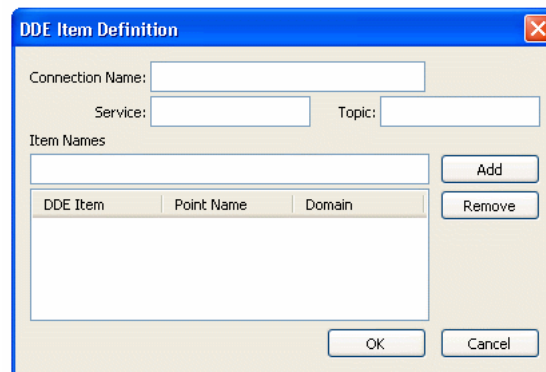 DDE Item Definition
Connection Name:
Service: Topic:
Item Names
Add
DDE Item Point Name Domain
Remove
OK Cancel